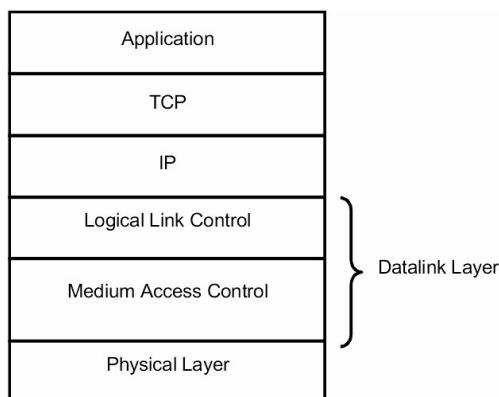 Application
TCP
IP
Logical Link Control
Medium Access Control
Datalink Layer
Physical Layer